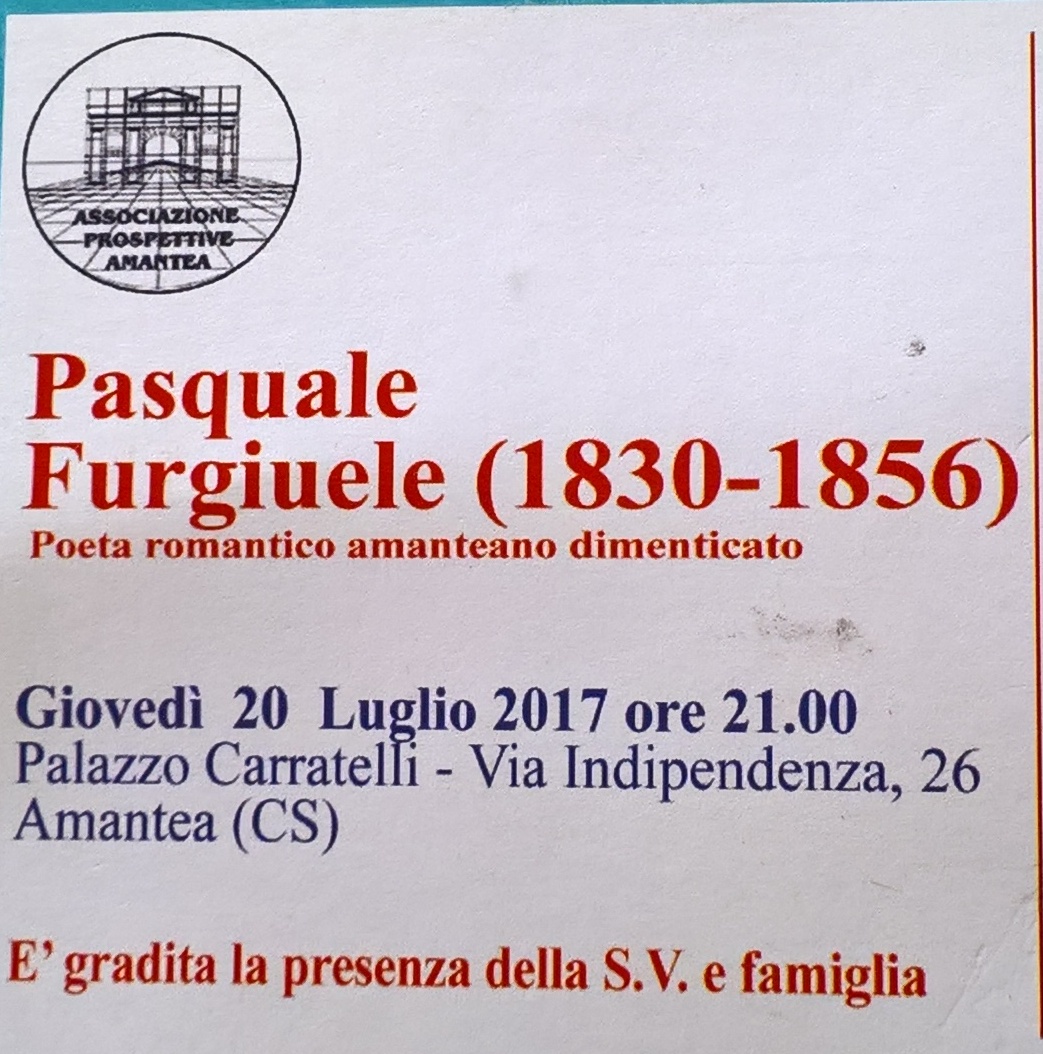 ASSOCIAZIONE
PROSPETTIVE
AMANTEA
Pasquale
Furgiuele (1830-1856)
Poeta romantico amanteano dimenticato
Giovedì 20 Luglio 2017 ore 21.00
Palazzo Carratelli - Via Indipendenza, 26
Amantea (CS)
E' gradita la presenza della S.V. e famiglia